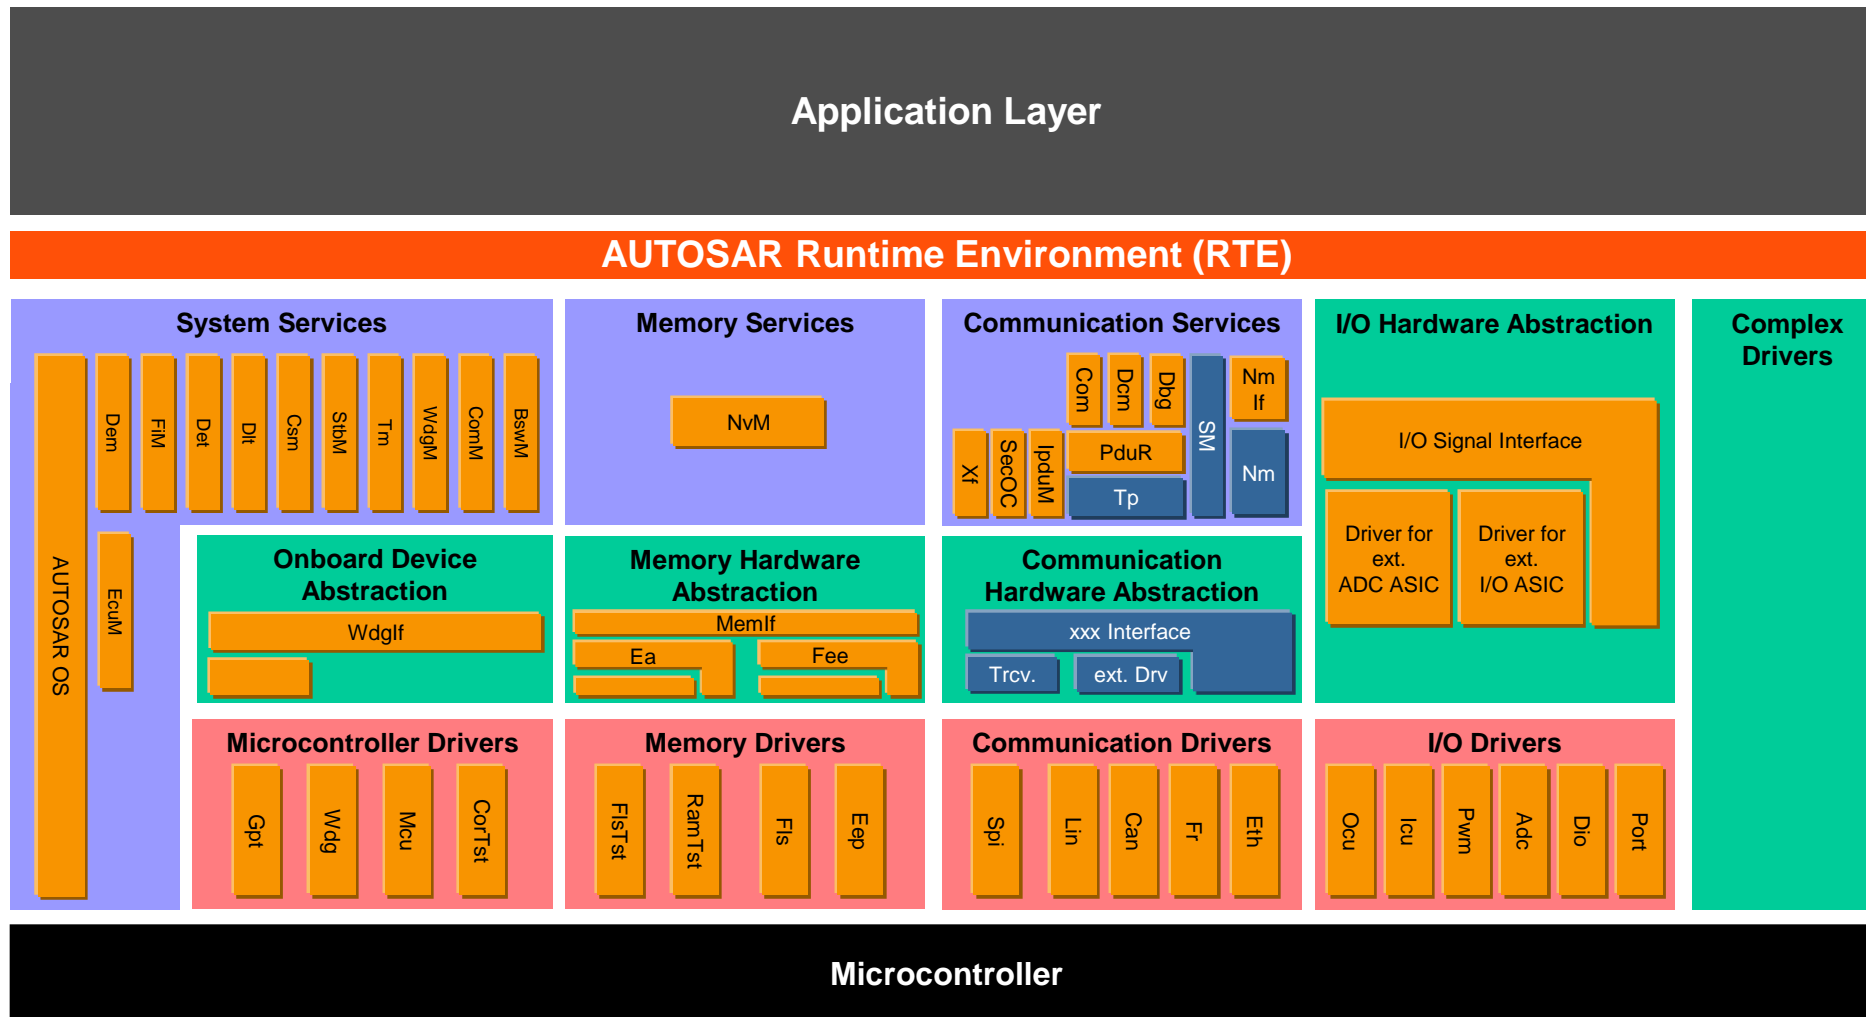 Application Layer
AUTOSAR Runtime Environment (RTE)
System Services
AUTOSAR OS
Dem
FiM
Det
Dlt
Csm
StbM
Tm
WdgM
ComM
BswM
EcuM
Memory Services
NvM
Communication Services
Xf
SecOC
IpduM
Com
Dcm
Dbg
PduR
Tp
SM
Nm
If
Nm
I/O Hardware Abstraction
I/O Signal Interface
Driver for
ext.
ADC ASIC
Driver for
ext.
I/O ASIC
Complex
Drivers
Onboard Device
Abstraction
WdgIf
Memory Hardware
Abstraction
MemIf
Ea
Fee
Communication
Hardware Abstraction
xxx Interface
Trcv.
ext. Drv
Microcontroller Drivers
Gpt
Wdg
Mcu
CorTst
Memory Drivers
FlsTst
RamTst
Fls
Eep
Communication Drivers
Spi
Lin
Can
Fr
Eth
I/O Drivers
Ocu
Icu
Pwm
Adc
Dio
Port
Microcontroller